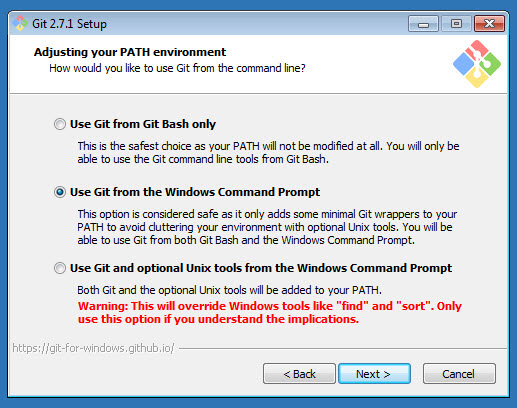 Git 2.7.1 Setup
Adjusting your PATH environment
How would you like to use Git from the command line?
Use Git from Git Bash only
This is the safest choice as your PATH will not be modified at all. You will only be
able to use the Git command line tools from Git Bash.
Use Git from the Windows Command Prompt
This option is considered safe as it only adds some minimal Git wrappers to your
PATH to avoid cluttering your environment with optional Unix tools. You will be
able to use Git from both Git Bash and the Windows Command Prompt.
Use Git and optional Unix tools from the Windows Command Prompt
Both Git and the optional Unix tools will be added to your PATH.
Warning: This will override Windows tools like "find" and "sort". Only
use this option if you understand the implications.
https://git-for-windows.github.io/
< Back Next > Cancel